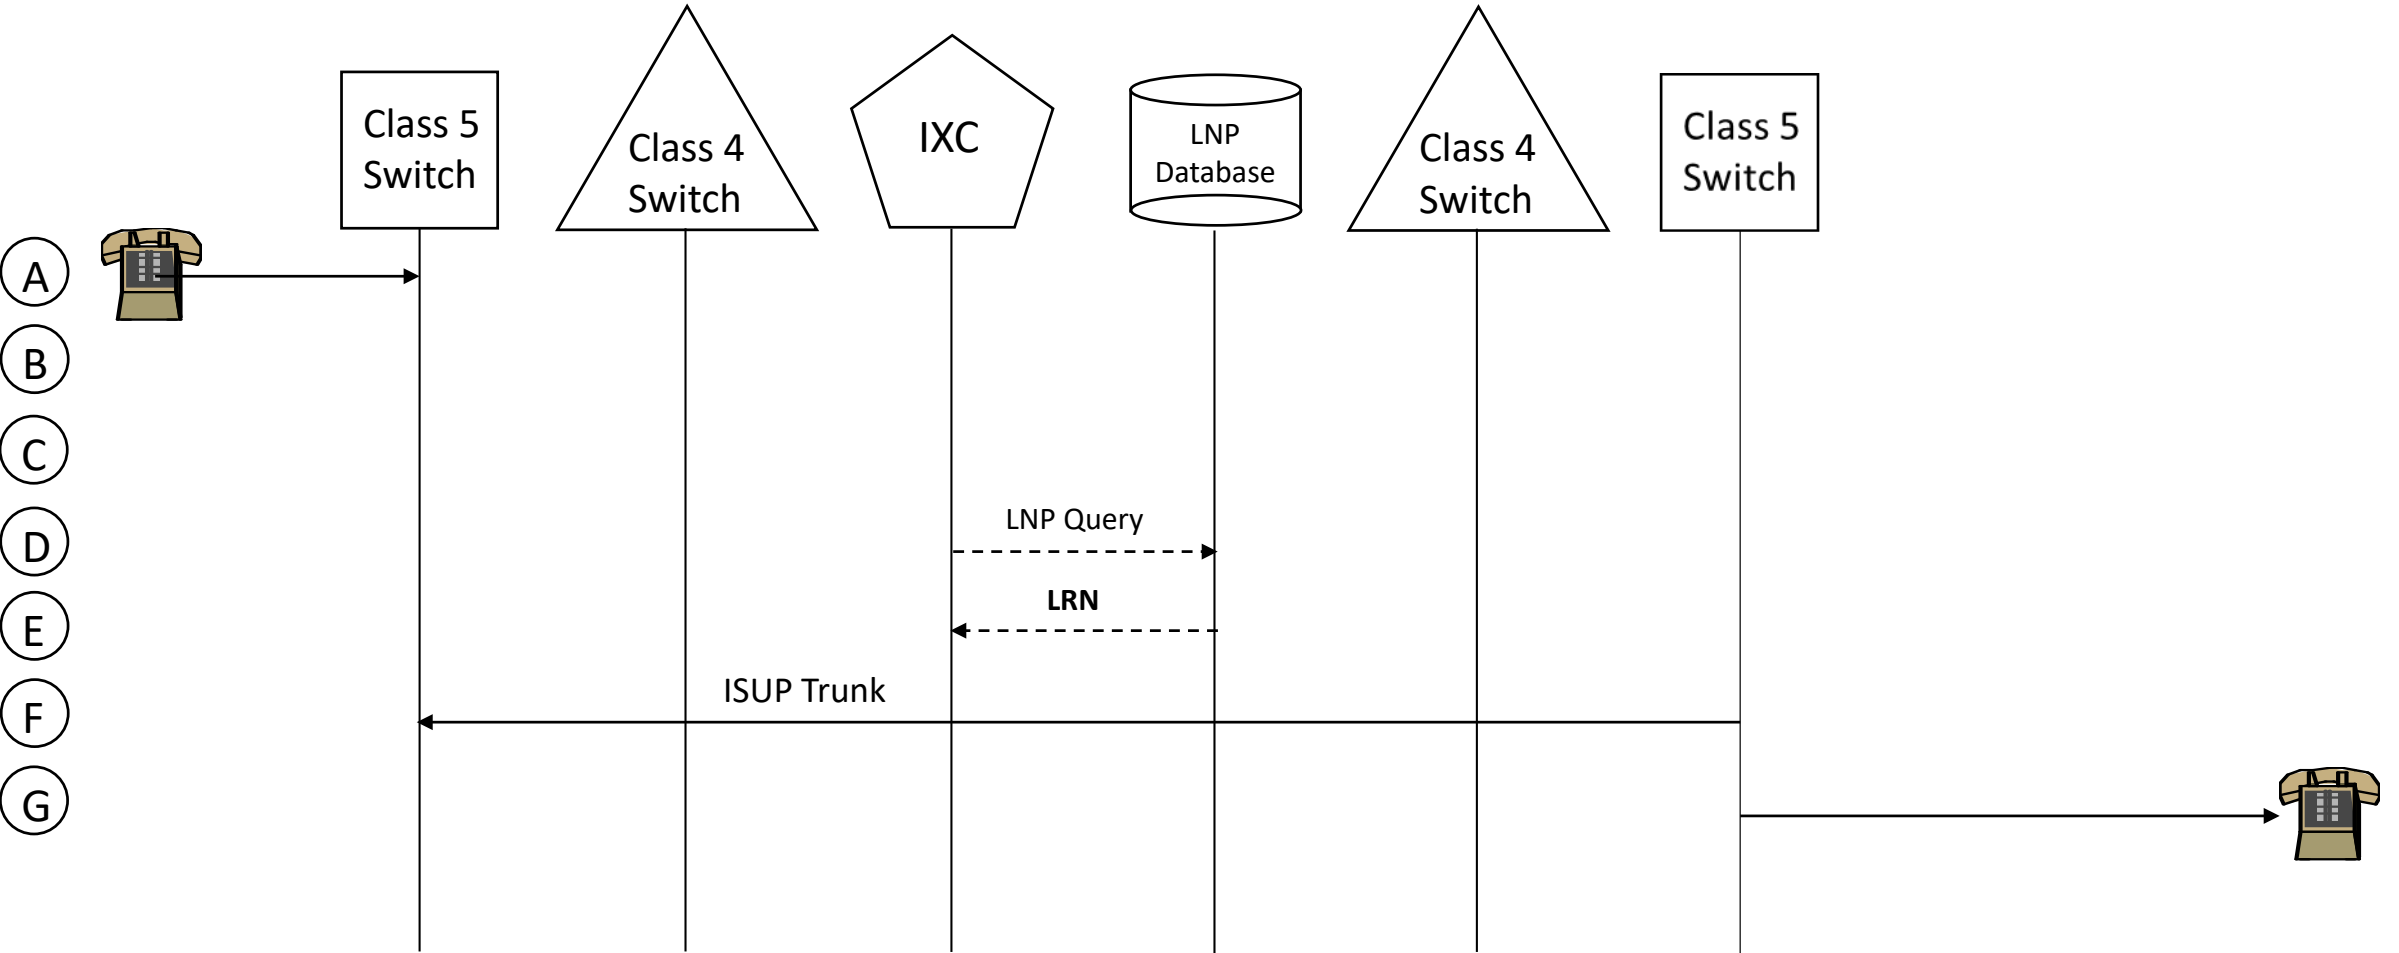 Class 5
Switch
Class 4
Switch
IXC
LNP
Database
Class 4
Switch
Class 5
Switch
A
B
C
D
LNP Query
E
LRN
F
ISUP Trunk
G